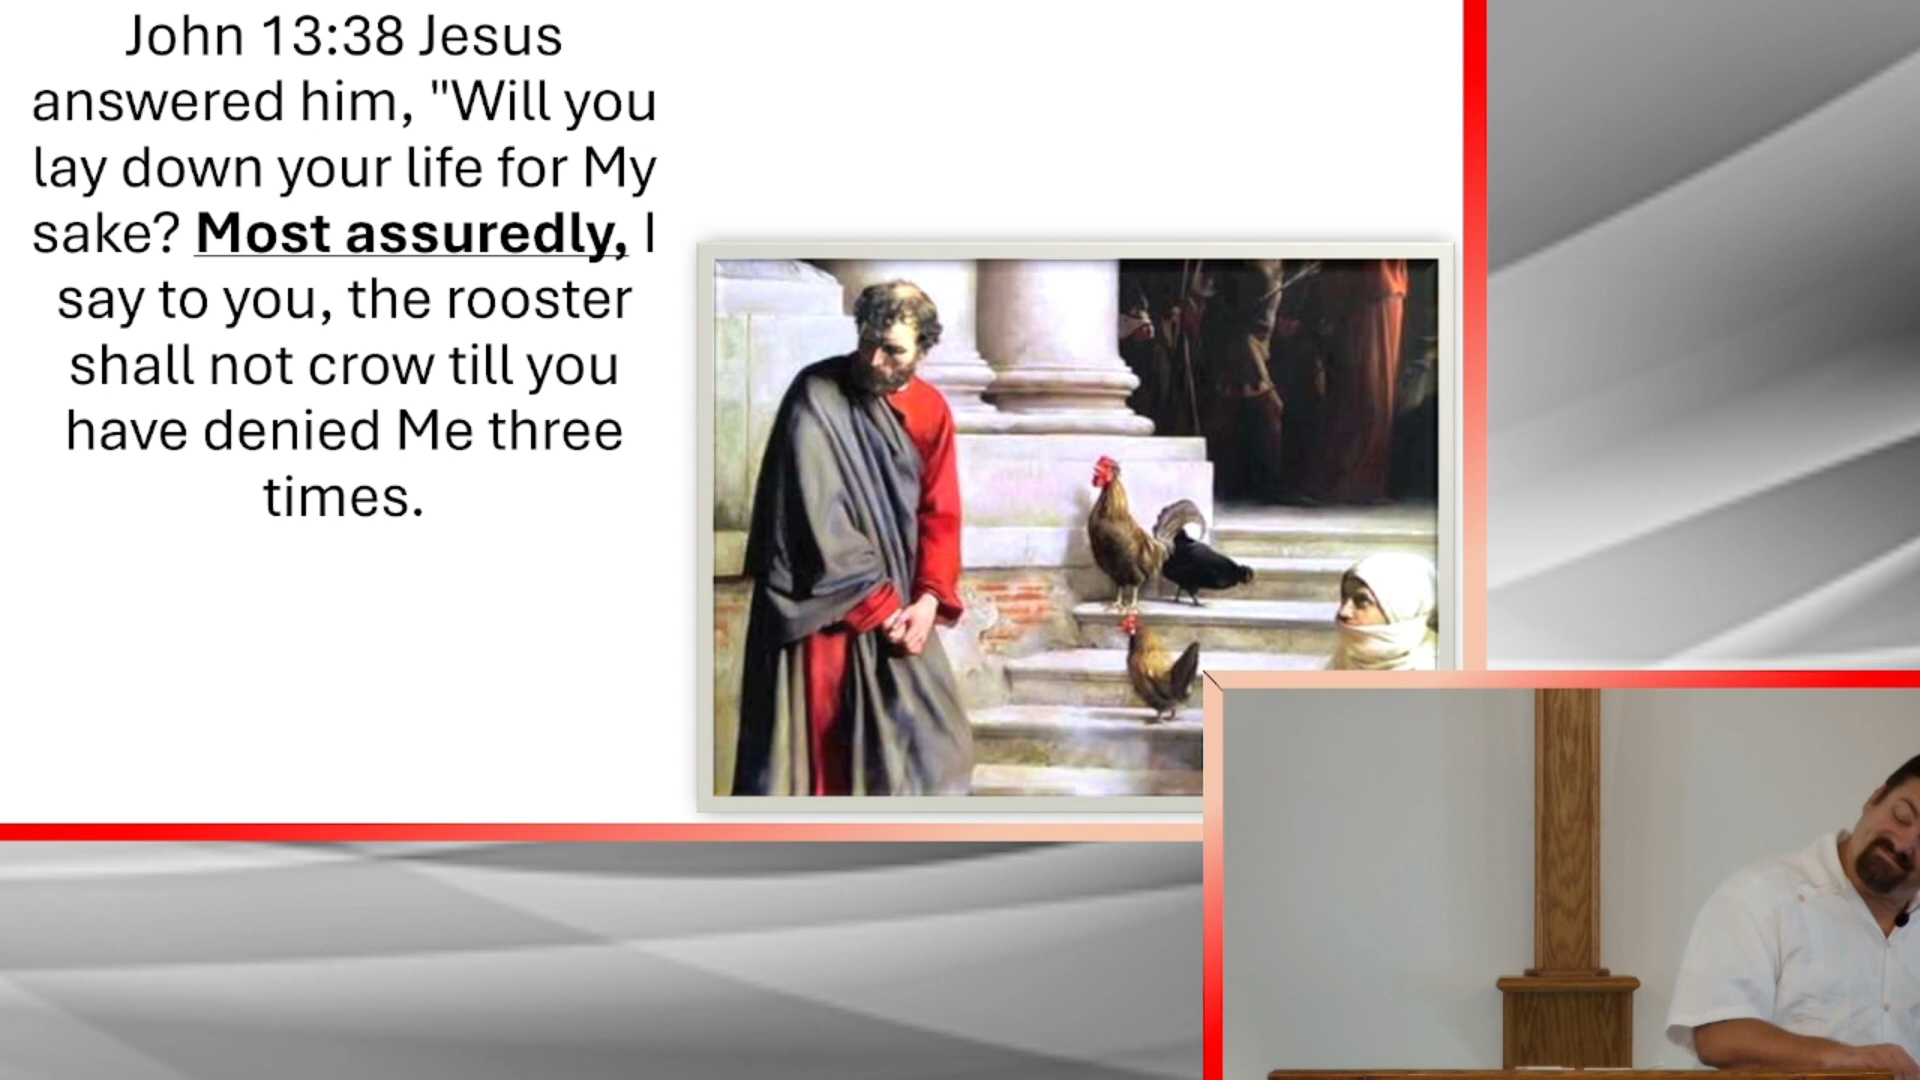 John 13:38 Jesus
answered him, "Will you
lay down your life for My
sake? Most assuredly, I
say to you, the rooster
shall not crow till you
have denied Me three
times.